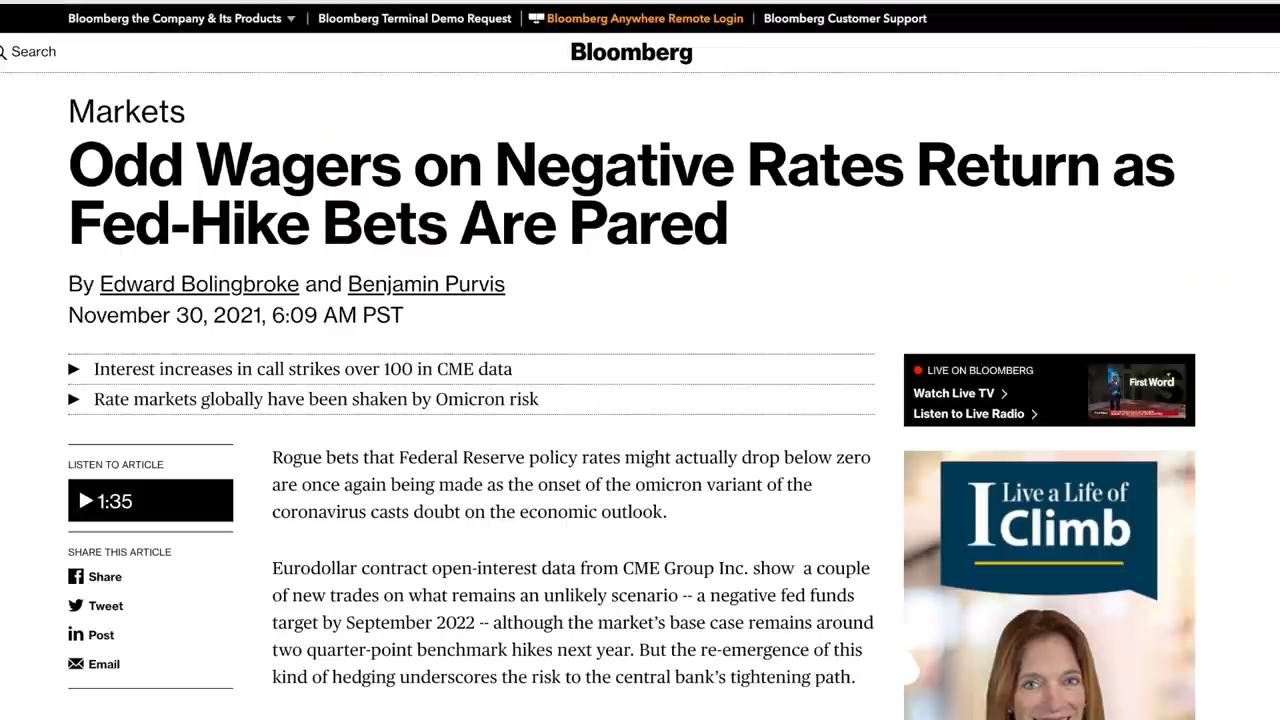 Bloomberg the Company & Its Products
Bloomberg Terminal Demo Request
Bloomberg Anywhere Remote Login
Bloomberg Customer Support
Search
Bloomberg
Markets
Odd Wagers on Negative Rates Return as
Fed-Hike Bets Are Pared
By Edward Bolingbroke and Benjamin Purvis
November 30, 2021, 6:09 AM PST
Interest increases in call strikes over 100 in CME data
Rate markets globally have been shaken by Omicron risk
LIVE ON BLOOMBERG
Watch Live TV
Listen to Live Radio
First Word
LISTEN TO ARTICLE
1:35
SHARE THIS ARTICLE
Share
Tweet
Post
Email
Rogue bets that Federal Reserve policy rates might actually drop below zero
are once again being made as the onset of the omicron variant of the
coronavirus casts doubt on the economic outlook.
Eurodollar contract open-interest data from CME Group Inc. show a couple
of new trades on what remains an unlikely scenario -- a negative fed funds
target by September 2022 -- although the market's base case remains around
two quarter-point benchmark hikes next year. But the re-emergence of this
kind of hedging underscores the risk to the central bank's tightening path.
I Live a Life of
Climb